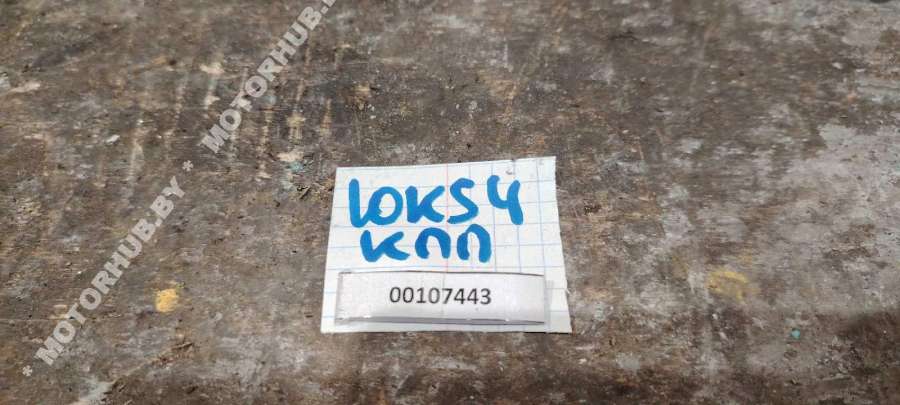 * MOTORHUB.BY * MOTORHUB.BY
10KS4
КПП
00107443